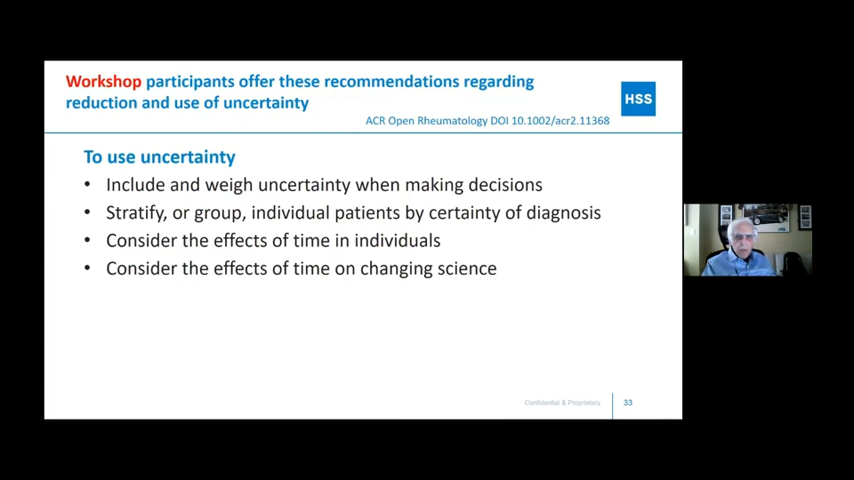 Workshop participants offer these recommendations regarding
reduction and use of uncertainty
HSS
ACR Open Rheumatology DOI 10.1002/acr2.11368
To use uncertainty
• Include and weigh uncertainty when making decisions
• Stratify, or group, individual patients by certainty of diagnosis
• Consider the effects of time in individuals
• Consider the effects of time on changing science
Confidential & Proprietary
33